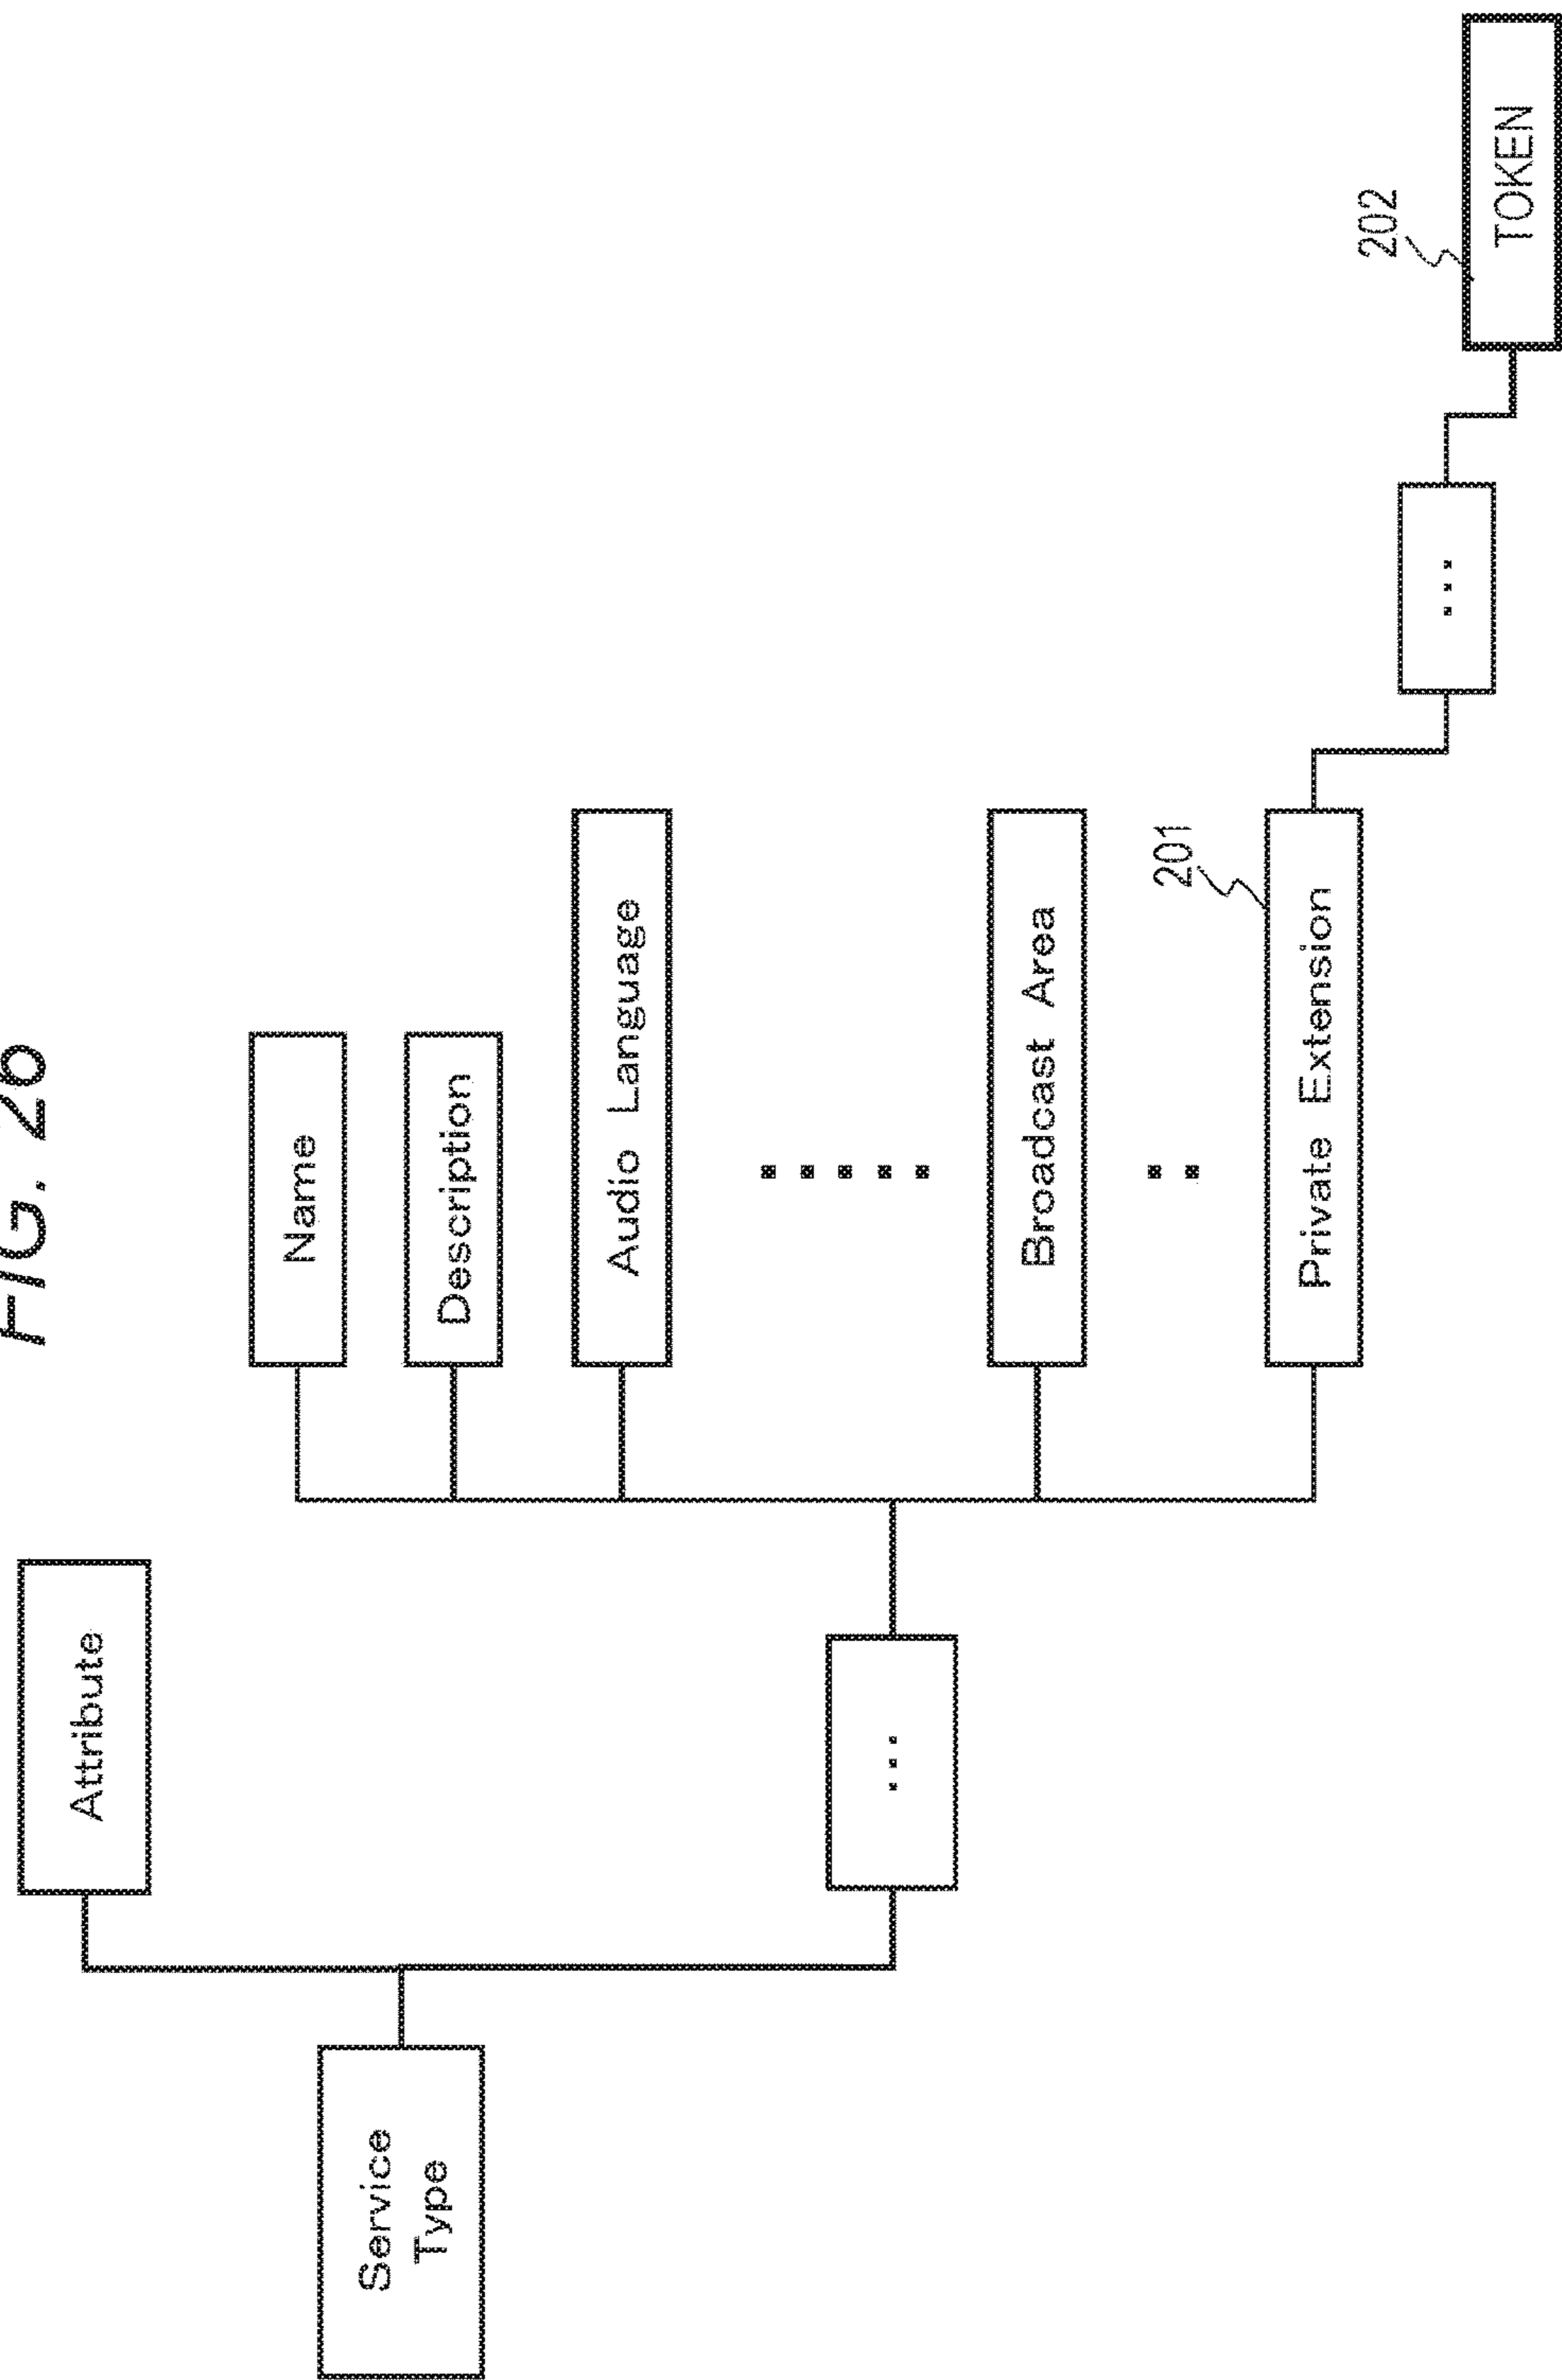 FIG. 26
Service
Type
Attribute
...
Name
Description
Audio Language
.....
Broadcast Area
..
201
Private Extension
...
202
TOKEN